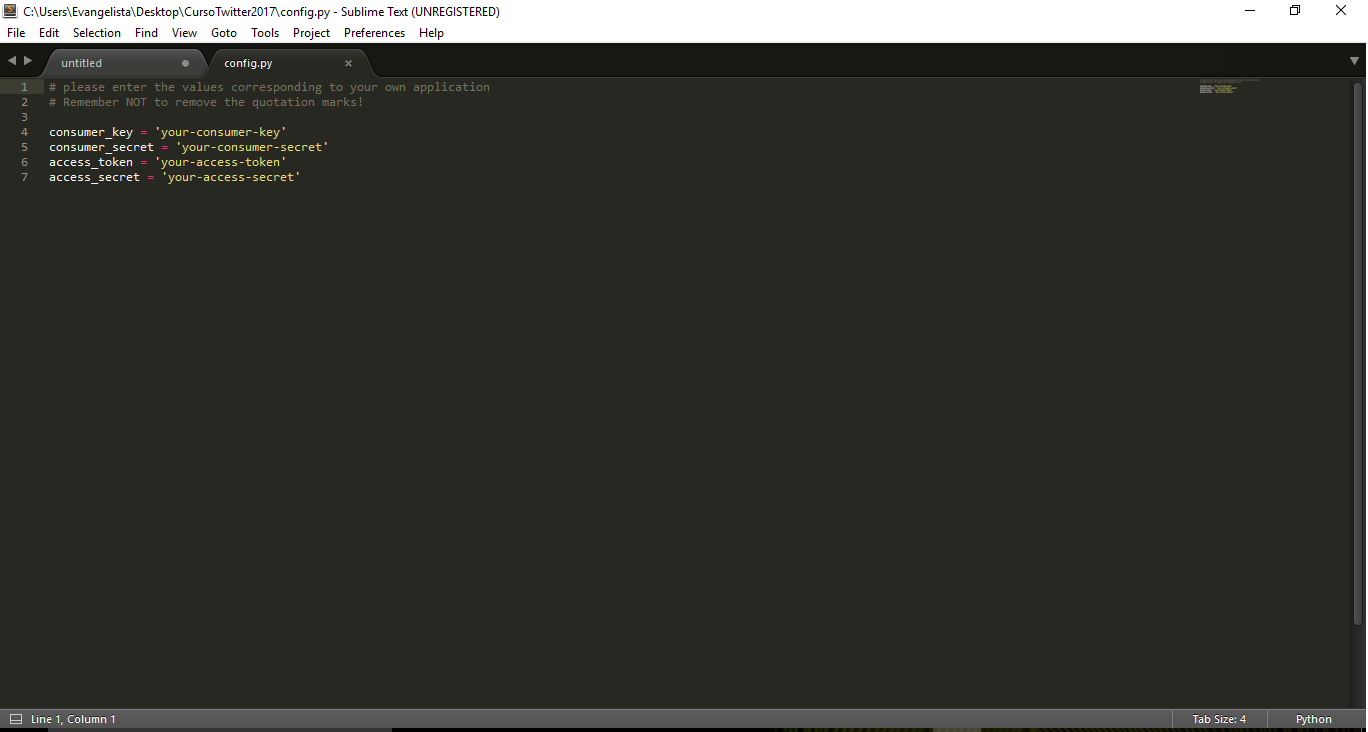 C:\Users\Evangelista\Desktop\CursoTwitter2017\config.py - Sublime Text (UNREGISTERED)
File Edit Selection Find View Goto Tools Project Preferences Help
untitled config.py
1 # please enter the values corresponding to your own application
2 # Remember NOT to remove the quotation marks!
3
4 consumer_key = 'your-consumer-key'
5 consumer_secret = 'your-consumer-secret'
6 access_token = 'your-access-token'
7 access_secret = 'your-access-secret'
Line 1, Column 1 Tab Size: 4 Python